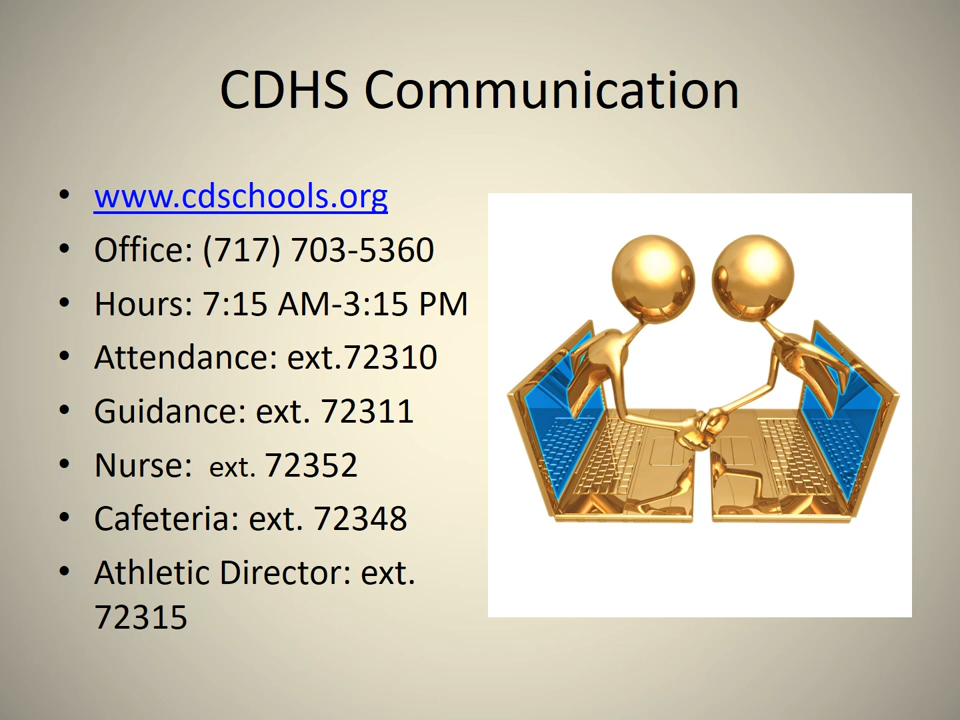 CDHS Communication
• www.cdschools.org
• Office: (717) 703-5360
• Hours: 7:15 AM-3:15 PM
• Attendance: ext.72310
• Guidance: ext. 72311
• Nurse:  ext. 72352
• Cafeteria: ext. 72348
• Athletic Director: ext.
72315